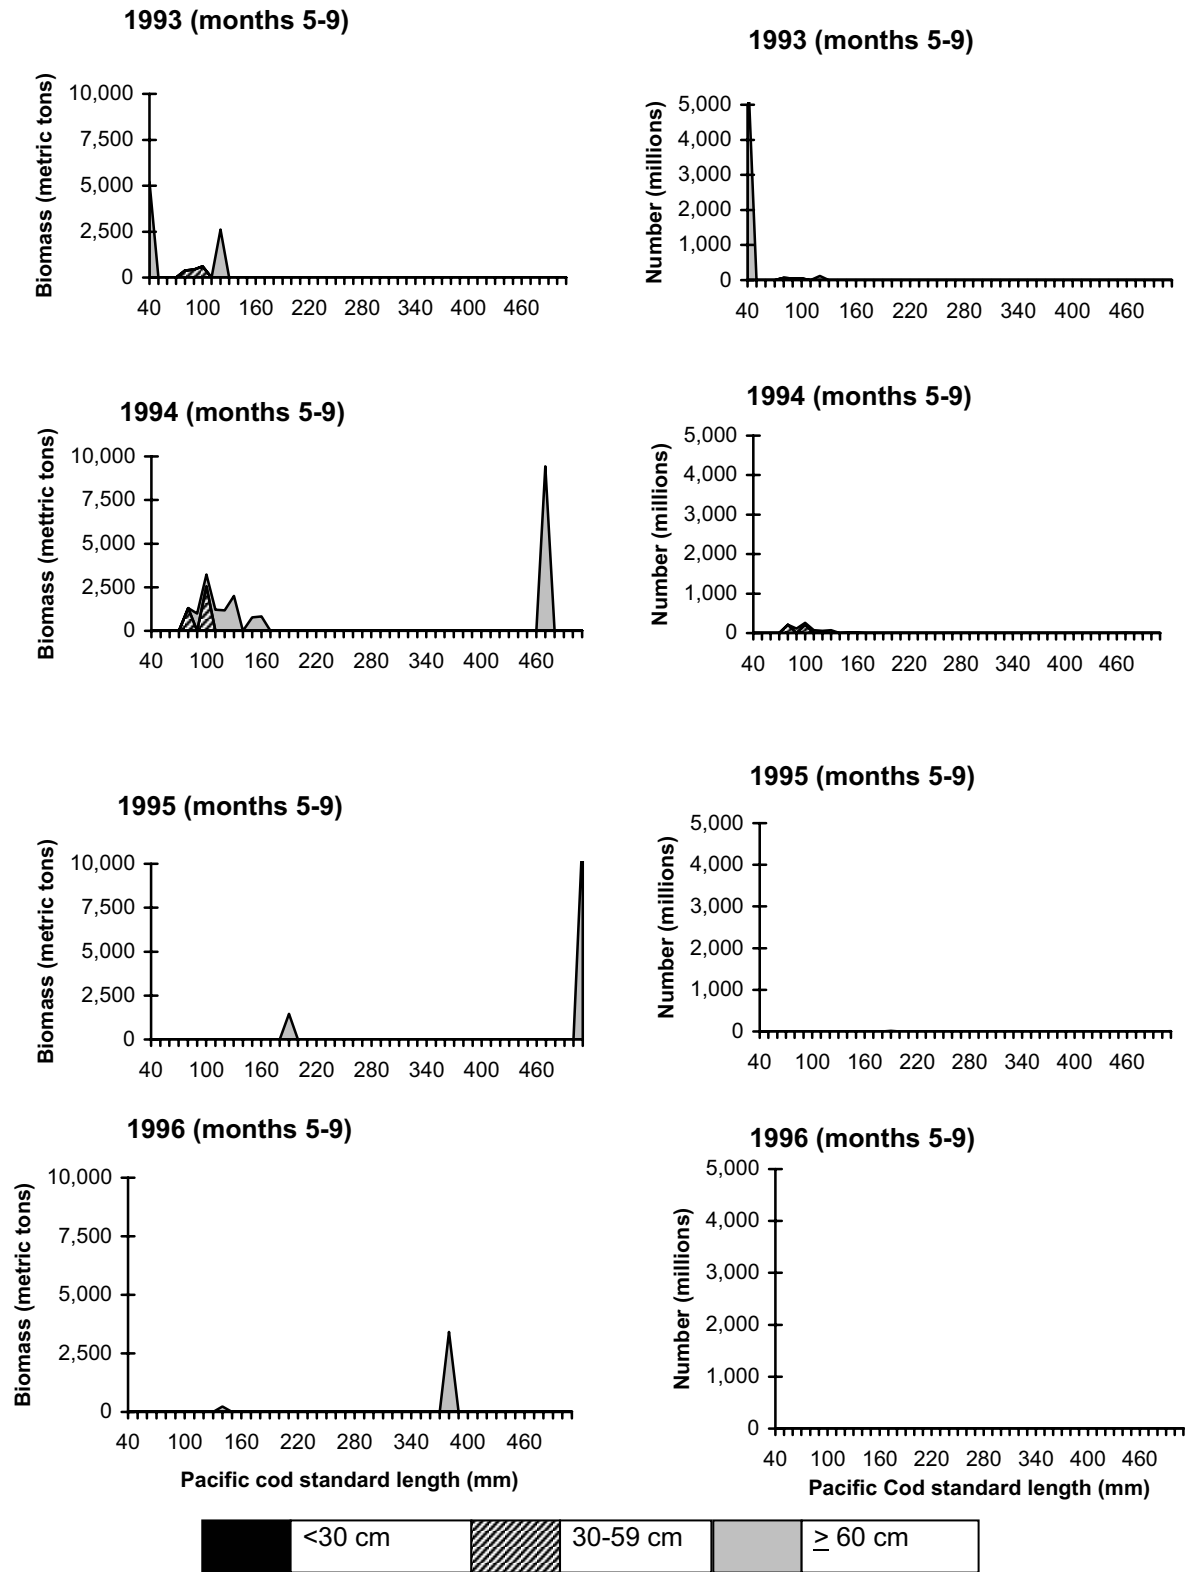 1993 (months 5-9)
Biomass (metric tons)
10,000
7,500
5,000
2,500
0
40 100 160 220 280 340 400 460
1993 (months 5-9)
Number (millions)
5,000
4,000
3,000
2,000
1,000
0
40 100 160 220 280 340 400 460
1994 (months 5-9)
Biomass (mettric tons)
10,000
7,500
5,000
2,500
0
40 100 160 220 280 340 400 460
1994 (months 5-9)
Number (millions)
5,000
4,000
3,000
2,000
1,000
0
40 100 160 220 280 340 400 460
1995 (months 5-9)
Biomass (metric tons)
10,000
7,500
5,000
2,500
0
40 100 160 220 280 340 400 460
1995 (months 5-9)
Number (millions)
5,000
4,000
3,000
2,000
1,000
0
40 100 160 220 280 340 400 460
1996 (months 5-9)
Biomass (metric tons)
10,000
7,500
5,000
2,500
0
40 100 160 220 280 340 400 460
Pacific cod standard length (mm)
1996 (months 5-9)
Number (millions)
5,000
4,000
3,000
2,000
1,000
0
40 100 160 220 280 340 400 460
Pacific Cod standard length (mm)
<30 cm
30-59 cm
≥ 60 cm